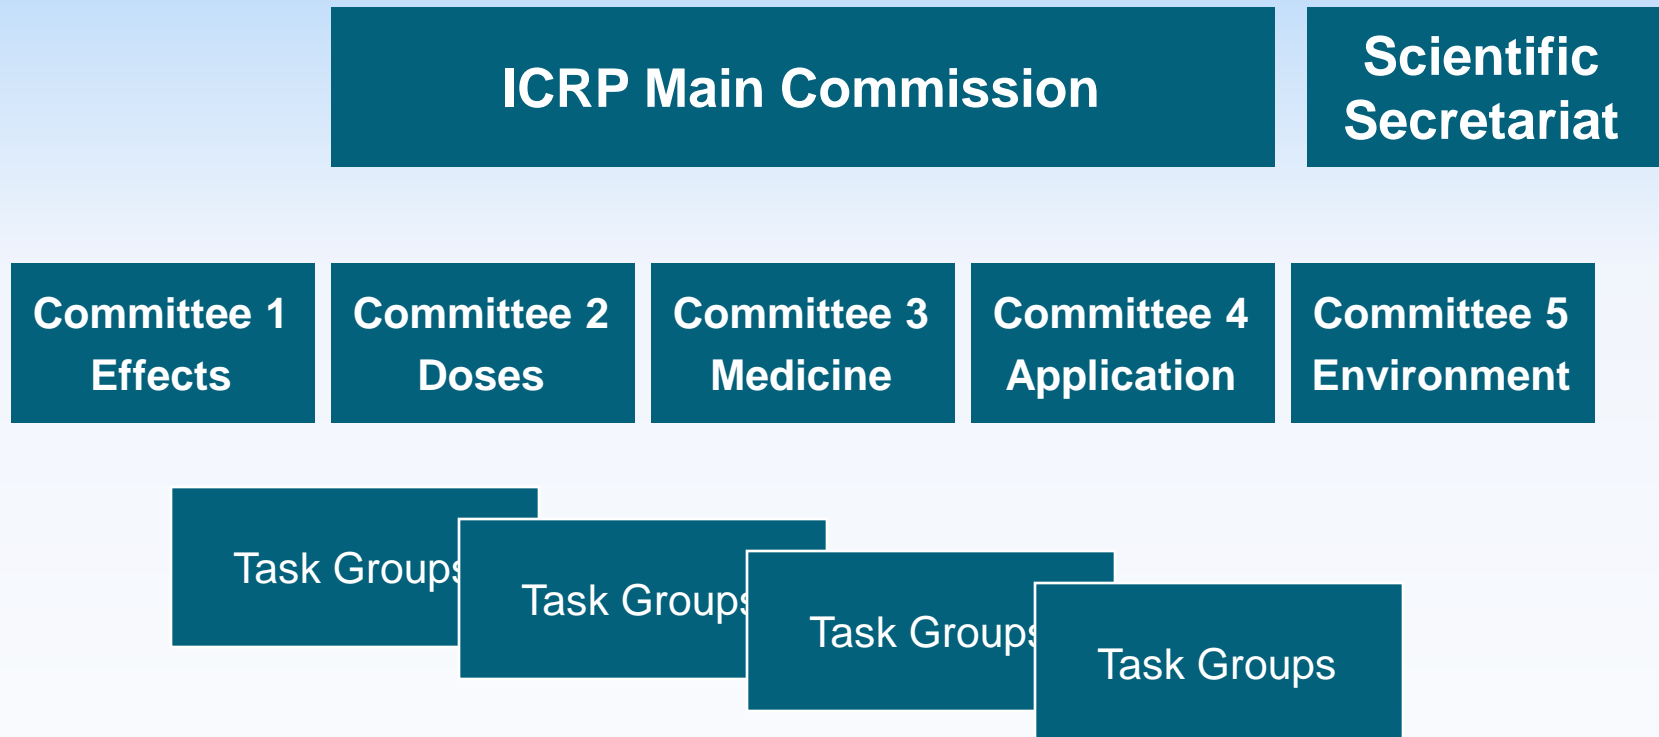 ICRP Main Commission
Scientific
Secretariat
Committee 1
Effects
Committee 2
Doses
Committee 3
Medicine
Committee 4
Application
Committee 5
Environment
Task Groups
Task Groups
Task Groups
Task Groups